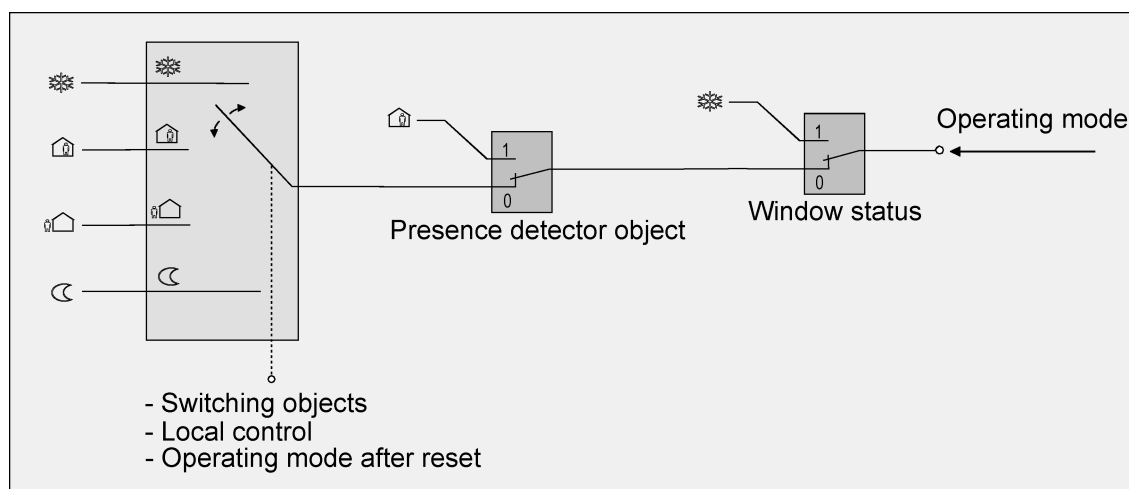 1
0
Presence detector object
1
0
Window status
Operating mode
- Switching objects
- Local control
- Operating mode after reset